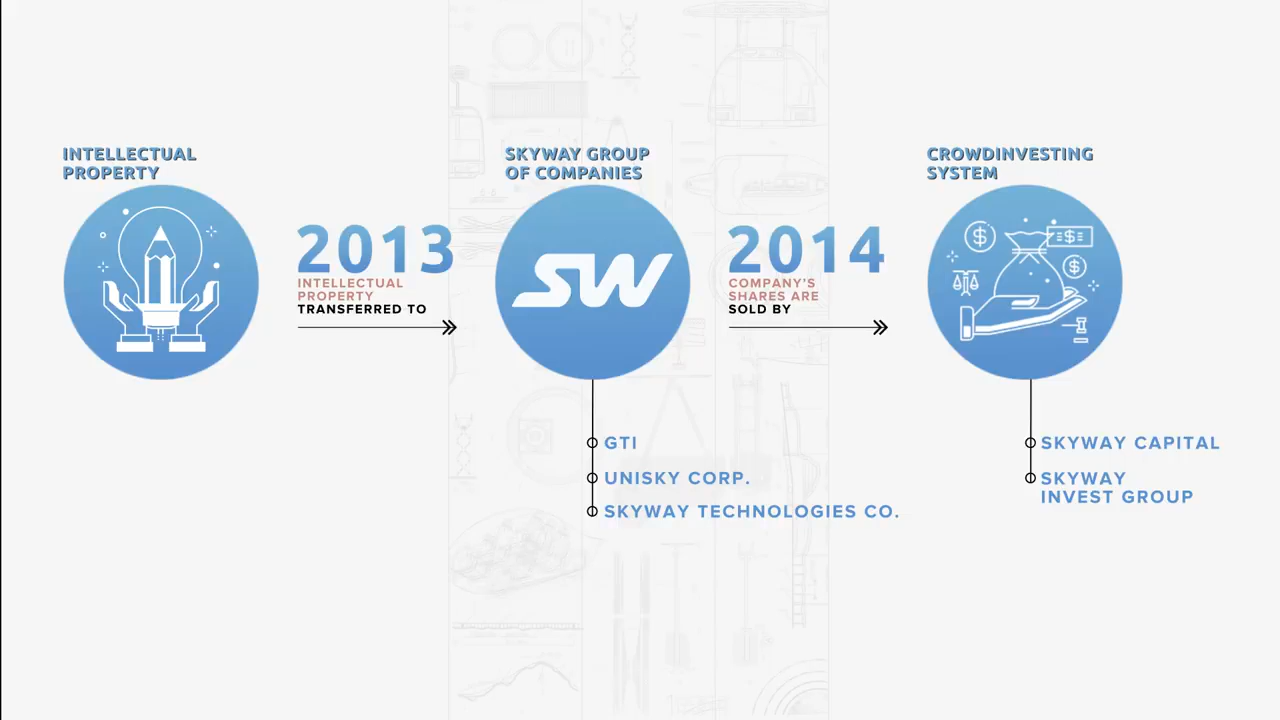 INTELLECTUAL
PROPERTY
2013
INTELLECTUAL
PROPERTY
TRANSFERRED TO
SKYWAY GROUP
OF COMPANIES
SW
GTI
UNISKY CORP.
SKYWAY TECHNOLOGIES CO.
2014
COMPANY'S
SHARES ARE
SOLD BY
CROWDINVESTING
SYSTEM
$
$
$
SKYWAY CAPITAL
SKYWAY
INVEST GROUP